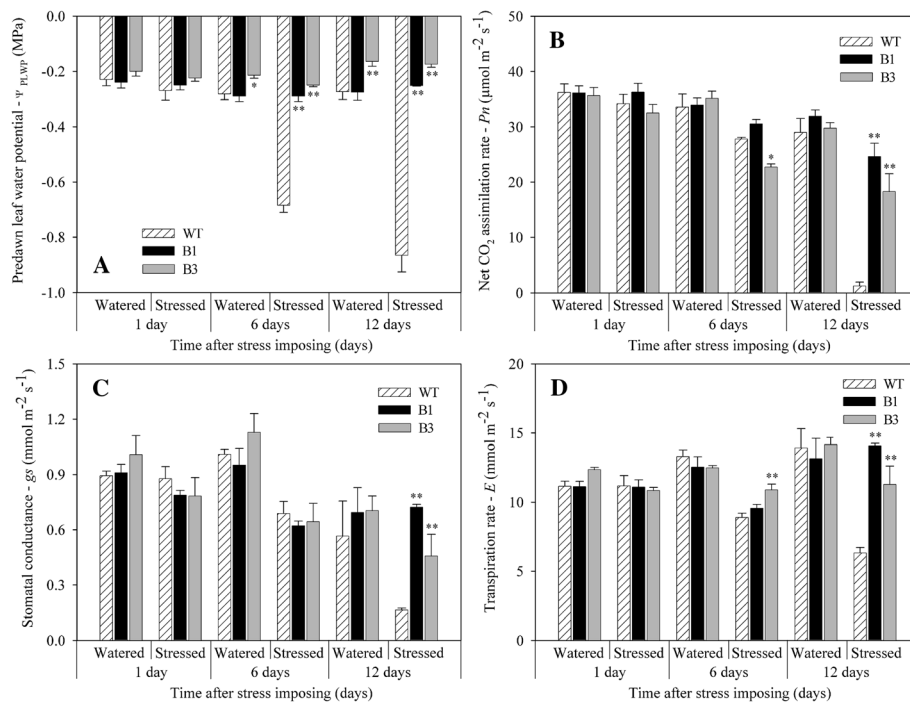 A
Predawn leaf water potential - Ψ PLWP (MPa)
0.0
-0.2
-0.4
-0.6
-0.8
-1.0
* ** ** ** ** **
WT
B1
B3
Watered Stressed Watered Stressed Watered Stressed
1 day 6 days 12 days
Time after stress imposing (days)
B
Net CO2 assimilation rate - Pn (μmol m−2 s−1)
50
40
30
20
10
0
WT
B1
B3
* ** **
Watered Stressed Watered Stressed Watered Stressed
1 day 6 days 12 days
Time after stress imposing (days)
C
Stomatal conductance - gs (mmol m−2 s−1)
1.5
1.2
0.9
0.6
0.3
0.0
WT
B1
B3
** **
Watered Stressed Watered Stressed Watered Stressed
1 day 6 days 12 days
Time after stress imposing (days)
D
Transpiration rate - E (mmol m−2 s−1)
20
15
10
5
0
WT
B1
B3
** ** **
Watered Stressed Watered Stressed Watered Stressed
1 day 6 days 12 days
Time after stress imposing (days)